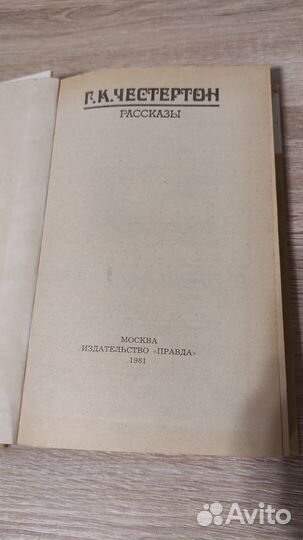 Г.К.ЧЕСТЕРТОН
РАССКАЗЫ
МОСКВА
ИЗДАТЕЛЬСТВО «ПРАВДА»
1981
Avito